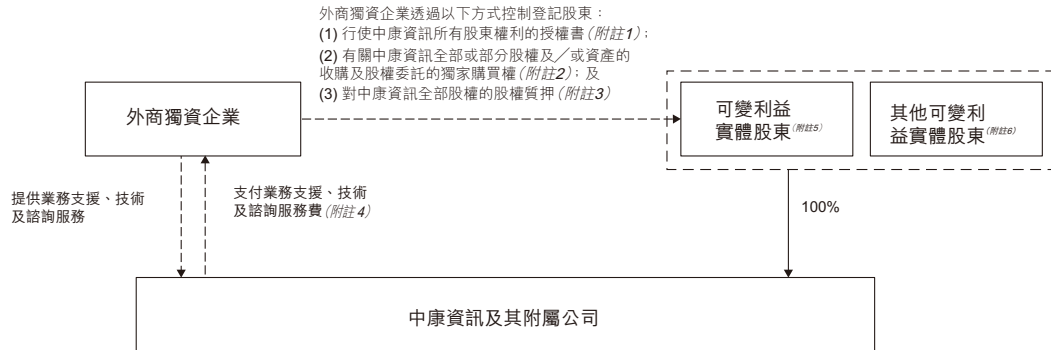 外商獨資企業透過以下方式控制登記股東：
(1) 行使中康資訊所有股東權利的授權書(附註1)；
(2) 有關中康資訊全部或部分股權及╱或資產的
收購及股權委託的獨家購買權(附註2)；及
(3) 對中康資訊全部股權的股權質押(附註3)
外商獨資企業
可變利益
實體股東(附註5)
其他可變利
益實體股東(附註6)
提供業務支援、技術
及諮詢服務
支付業務支援、技術
及諮詢服務費(附註4)
100%
中康資訊及其附屬公司